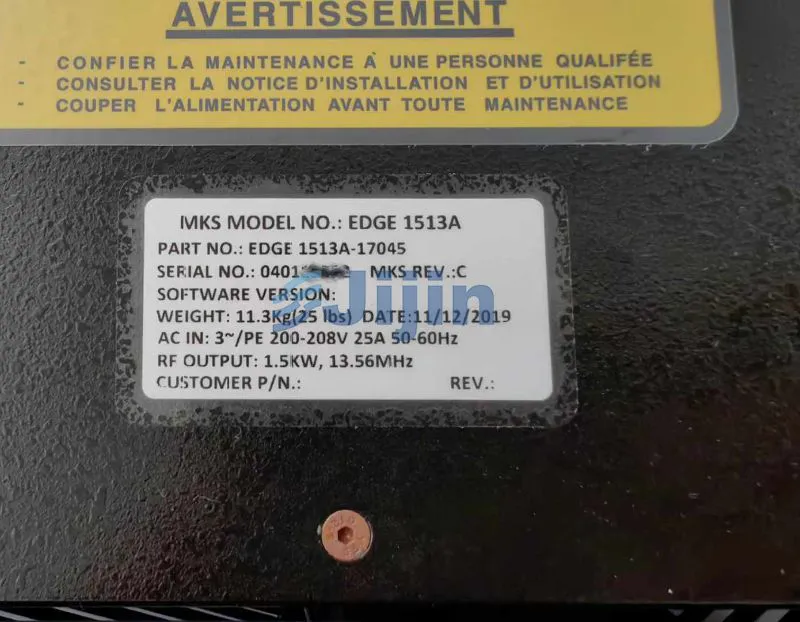 AVERTISSEMENT
- CONFIER LA MAINTENANCE À UNE PERSONNE QUALIFÉE
- CONSULTER LA NOTICE D'INSTALLATION ET D'UTILISATION
- COUPER L'ALIMENTATION AVANT TOUTE MAINTENANCE
MKS MODEL NO.: EDGE 1513A
PART NO.: EDGE 1513A-17045
SERIAL NO.: MKS REV.:C
SOFTWARE VERSION:
WEIGHT: 11.3Kg(25 lbs) DATE:11/12/2019
AC IN: 3~/PE 200-208V 25A 50-60Hz
RF OUTPUT: 1.5KW, 13.56MHz
CUSTOMER P/N.: REV.:
Jijin